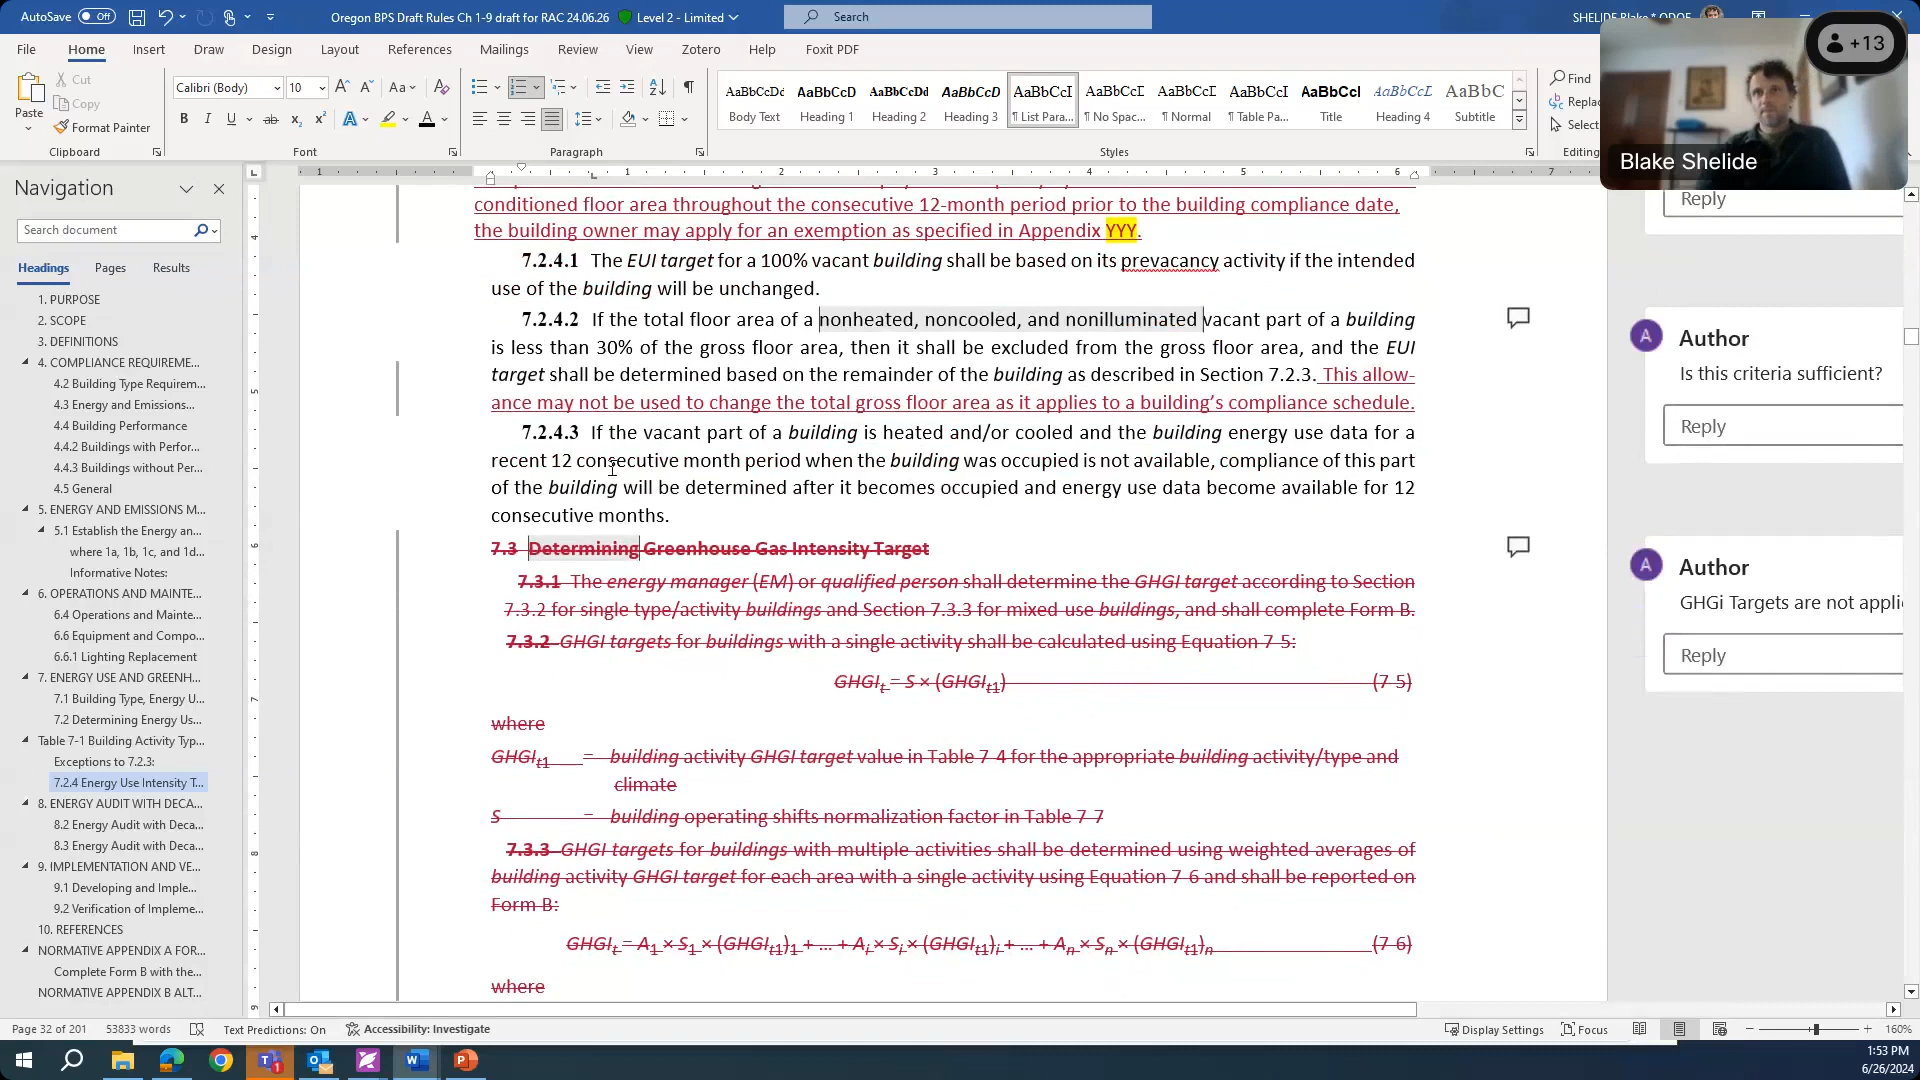 AutoSave Off
Oregon BPS Draft Rules Ch 1-9 draft for RAC 24.06.26
Level 2 - Limited
Search
SHELIDE Blake * ODOE
+13
File Home Insert Draw Design Layout References Mailings Review View Zotero Help Foxit PDF
Paste
Cut
Copy
Format Painter
Clipboard
Calibri (Body) 10
Font
Paragraph
AaBbCcDd Body Text
AaBbCcD Heading 1
AaBbCcDd Heading 2
AaBbCcD Heading 3
AaBbCcI ¶ List Para...
AaBbCcI ¶ No Spac...
AaBbCcI ¶ Normal
AaBbCcI ¶ Table Pa...
AaBbCcI Title
AaBbCcL Heading 4
AaBbC Subtitle
Styles
Find
Repla
Select
Editing
Blake Shelide
Navigation
Search document
Headings Pages Results
1. PURPOSE
2. SCOPE
3. DEFINITIONS
4. COMPLIANCE REQUIREME...
4.2 Building Type Requirem...
4.3 Energy and Emissions...
4.4 Building Performance
4.4.2 Buildings with Perfor...
4.4.3 Buildings without Per...
4.5 General
5. ENERGY AND EMISSIONS M...
5.1 Establish the Energy an...
where 1a, 1b, 1c, and 1d...
Informative Notes:
6. OPERATIONS AND MAINTE...
6.4 Operations and Mainte...
6.6 Equipment and Compo...
6.6.1 Lighting Replacement
7. ENERGY USE AND GREENH...
7.1 Building Type, Energy U...
7.2 Determining Energy Us...
Table 7-1 Building Activity Typ...
Exceptions to 7.2.3:
7.2.4 Energy Use Intensity T...
8. ENERGY AUDIT WITH DECA...
8.2 Energy Audit with Deca...
8.3 Energy Audit with Deca...
9. IMPLEMENTATION AND VE...
9.1 Developing and Imple...
9.2 Verification of Impleme...
10. REFERENCES
NORMATIVE APPENDIX A FOR...
Complete Form B with the...
NORMATIVE APPENDIX B ALT...
conditioned floor area throughout the consecutive 12-month period prior to the building compliance date,
the building owner may apply for an exemption as specified in Appendix YYY.
7.2.4.1 The EUI target for a 100% vacant building shall be based on its prevacancy activity if the intended
use of the building will be unchanged.
7.2.4.2 If the total floor area of a nonheated, noncooled, and nonilluminated vacant part of a building
is less than 30% of the gross floor area, then it shall be excluded from the gross floor area, and the EUI
target shall be determined based on the remainder of the building as described in Section 7.2.3. This allow-
ance may not be used to change the total gross floor area as it applies to a building's compliance schedule.
7.2.4.3 If the vacant part of a building is heated and/or cooled and the building energy use data for a
recent 12 consecutive month period when the building was occupied is not available, compliance of this part
of the building will be determined after it becomes occupied and energy use data become available for 12
consecutive months.
7.3 Determining Greenhouse Gas Intensity Target
7.3.1 The energy manager (EM) or qualified person shall determine the GHGI target according to Section
7.3.2 for single type/activity buildings and Section 7.3.3 for mixed-use buildings, and shall complete Form B.
7.3.2 GHGI targets for buildings with a single activity shall be calculated using Equation 7-5:
GHGIt = S × (GHGIt1) (7-5)
where
GHGIt1 = building activity GHGI target value in Table 7-4 for the appropriate building activity/type and
climate
S = building operating shifts normalization factor in Table 7-7
7.3.3 GHGI targets for buildings with multiple activities shall be determined using weighted averages of
building activity GHGI target for each area with a single activity using Equation 7-6 and shall be reported on
Form B:
GHGIt = A1 × S1 × (GHGIt1)1 + ... + Ai × Si × (GHGIt1)i + ... + An × Sn × (GHGIt1)n (7-6)
where
Reply
Author
Is this criteria sufficient?
Reply
Author
GHGi Targets are not appli
Reply
Page 32 of 201 53833 words Text Predictions: On Accessibility: Investigate
Display Settings Focus 160%
1:53 PM
6/26/2024